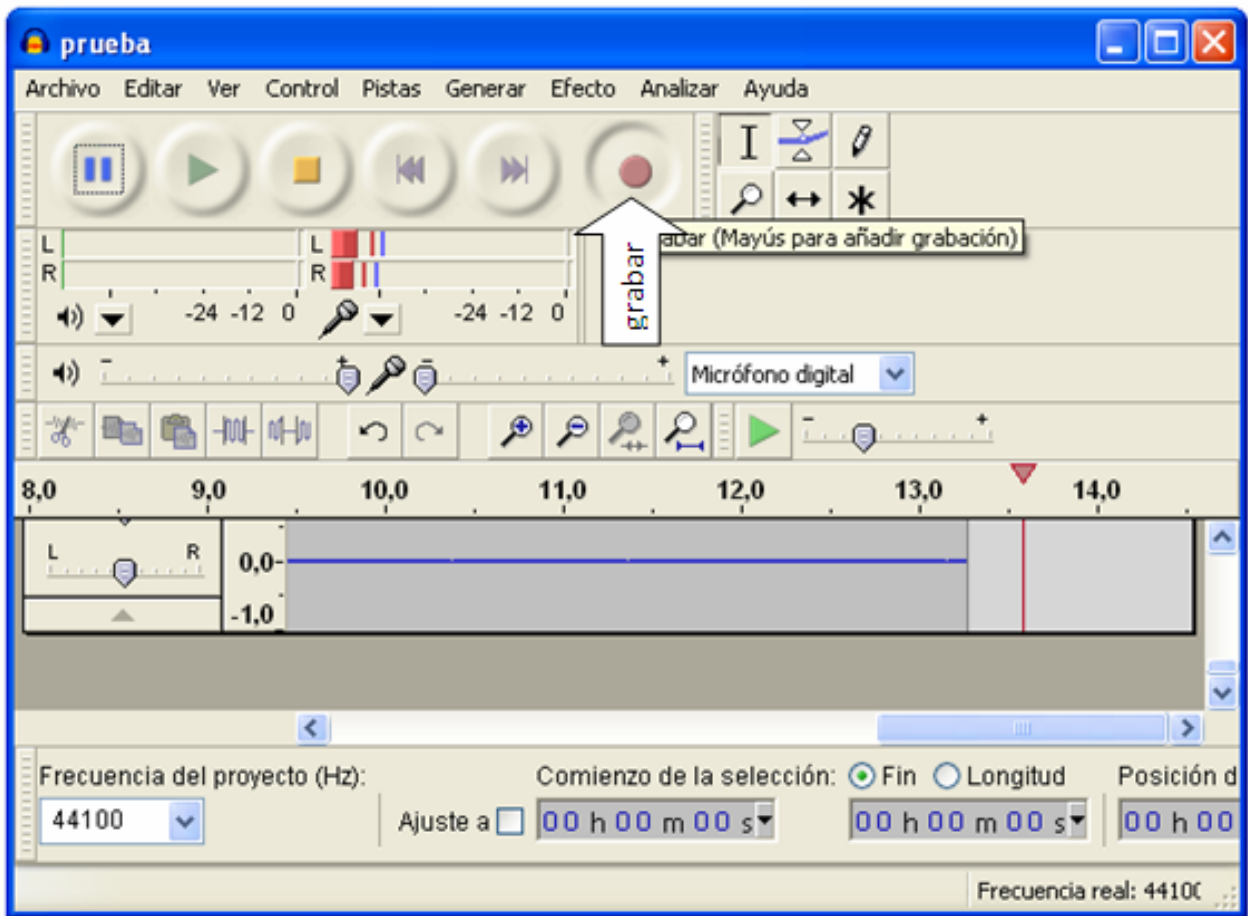 prueba
Archivo Editar Ver Control Pistas Generar Efecto Analizar Ayuda
abar (Mayús para añadir grabación)
grabar
L L
R R
-24 -12 0 -24 -12 0
- + - + Micrófono digital
- +
8,0 9,0 10,0 11,0 12,0 13,0 14,0
L R 0,0-
-1,0
Frecuencia del proyecto (Hz): Comienzo de la selección: Fin Longitud Posición d
44100 Ajuste a 00 h 00 m 00 s 00 h 00 m 00 s 00 h 00
Frecuencia real: 44100